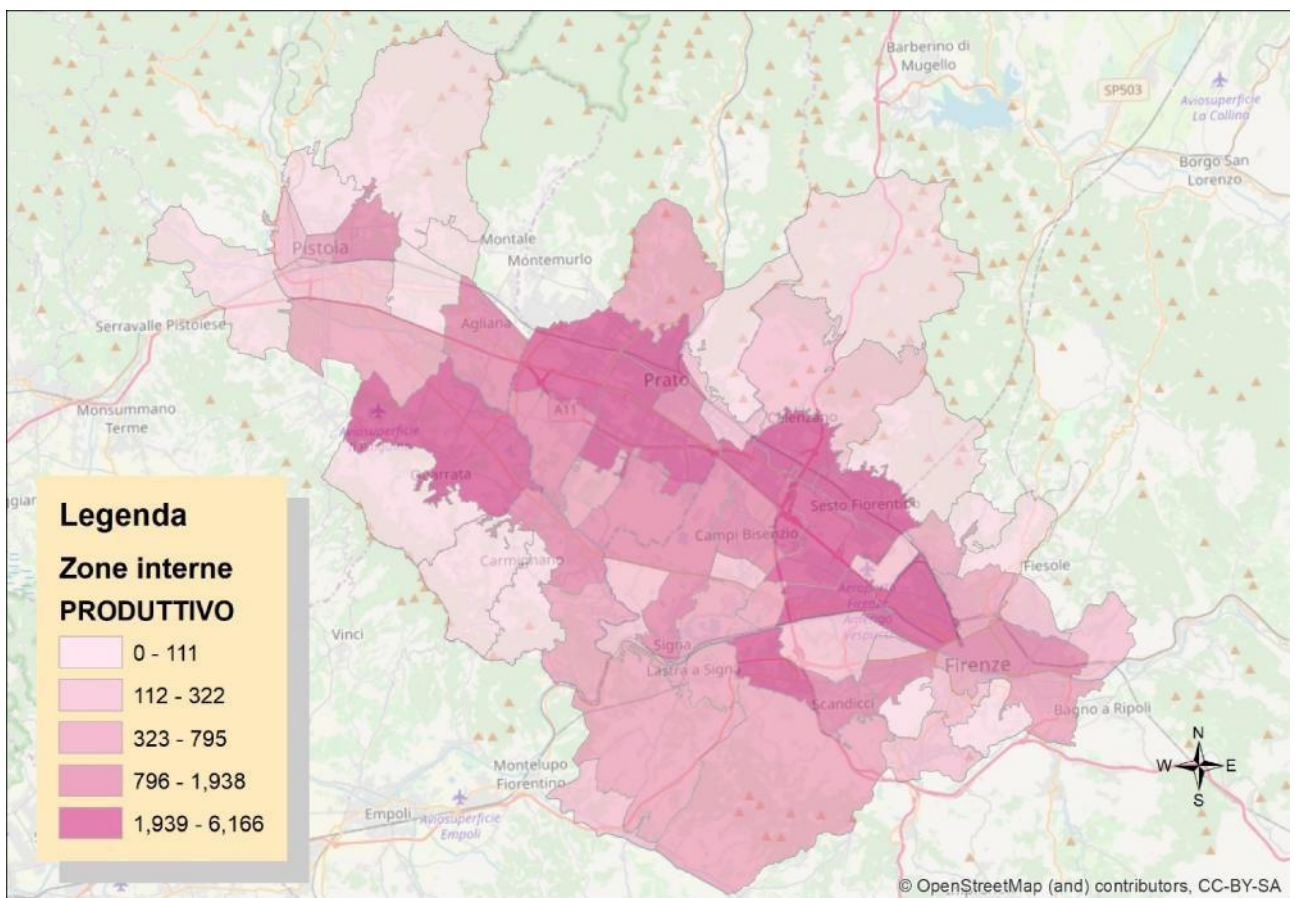 Barberino di
Mugello
SP503
Aviosuperficie
La Collina
Borgo San
Lorenzo
Pistoia
Montale
Montemurlo
Serravalle Pistoiese
Agliana
Prato
A11
Monsummano
Terme
Aviosuperficie
Quarrata
Calenzano
Sesto Fiorentino
Campi Bisenzio
Carmignano
Fiesole
Aeroporto
Firenze
Vinci
Signa
Lastra a Signa
Firenze
Scandicci
Bagno a Ripoli
Montelupo
Fiorentino
Empoli
Aviosuperficie
Empoli
Legenda
Zone interne
PRODUTTIVO
0 - 111
112 - 322
323 - 795
796 - 1,938
1,939 - 6,166
N
W E
S
© OpenStreetMap (and) contributors, CC-BY-SA